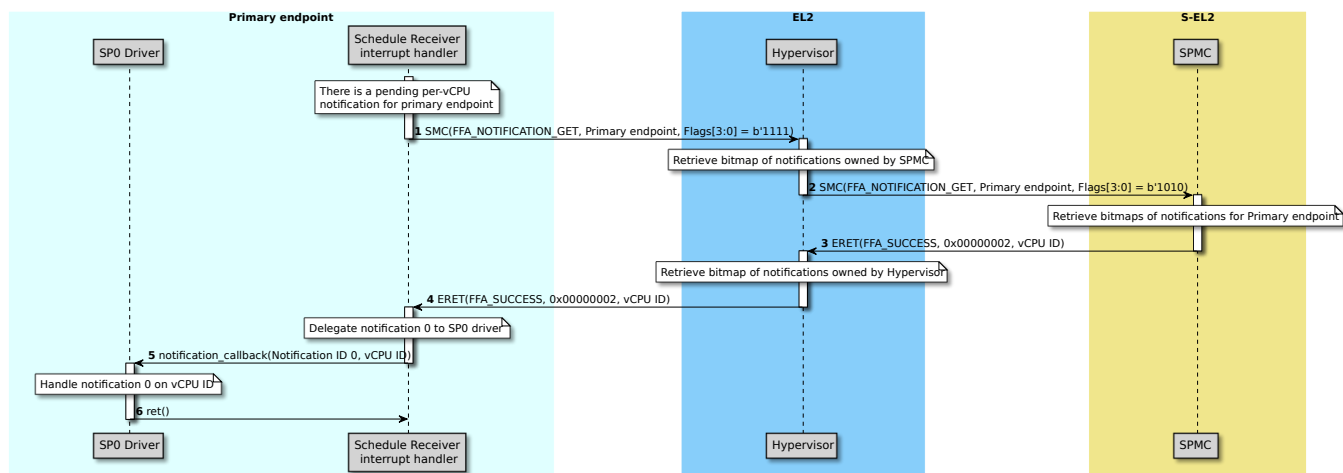 Primary endpoint
EL2
S-EL2
SP0 Driver
Schedule Receiver
interrupt handler
Hypervisor
SPMC
There is a pending per-vCPU
notification for primary endpoint
1 SMC(FFA_NOTIFICATION_GET, Primary endpoint, Flags[3:0] = b'1111)
Retrieve bitmap of notifications owned by SPMC
2 SMC(FFA_NOTIFICATION_GET, Primary endpoint, Flags[3:0] = b'1010)
Retrieve bitmaps of notifications for Primary endpoint
3 ERET(FFA_SUCCESS, 0x00000002, vCPU ID)
Retrieve bitmap of notifications owned by Hypervisor
4 ERET(FFA_SUCCESS, 0x00000002, vCPU ID)
Delegate notification 0 to SP0 driver
5 notification_callback(Notification ID 0, vCPU ID)
Handle notification 0 on vCPU ID
6 ret()
SP0 Driver
Schedule Receiver
interrupt handler
Hypervisor
SPMC